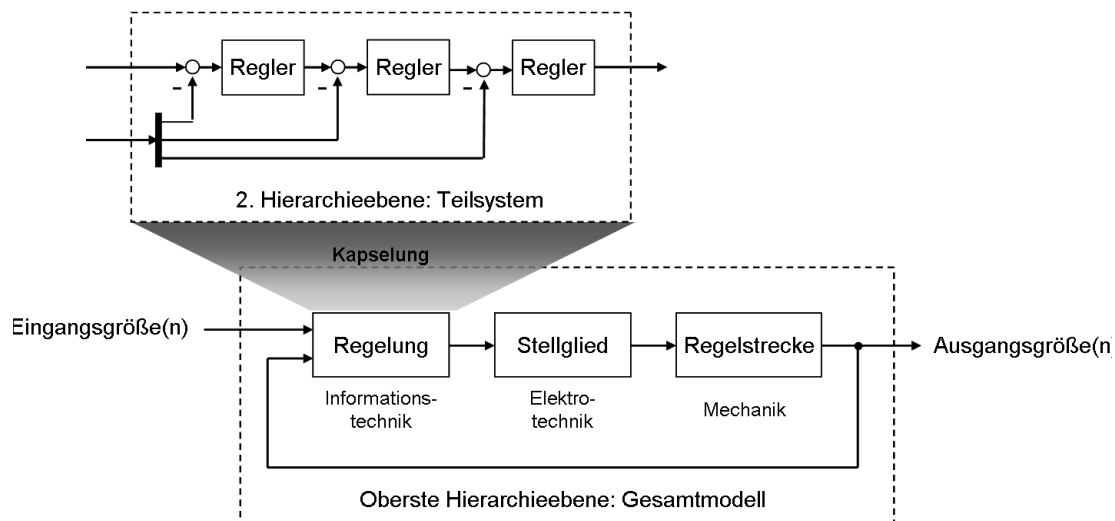 Regler
Regler
Regler
-
-
-
2. Hierarchieebene: Teilsystem
Kapselung
Eingangsgröße(n)
Regelung
Stellglied
Regelstrecke
Ausgangsgröße(n)
Informations-
technik
Elektro-
technik
Mechanik
Oberste Hierarchieebene: Gesamtmodell